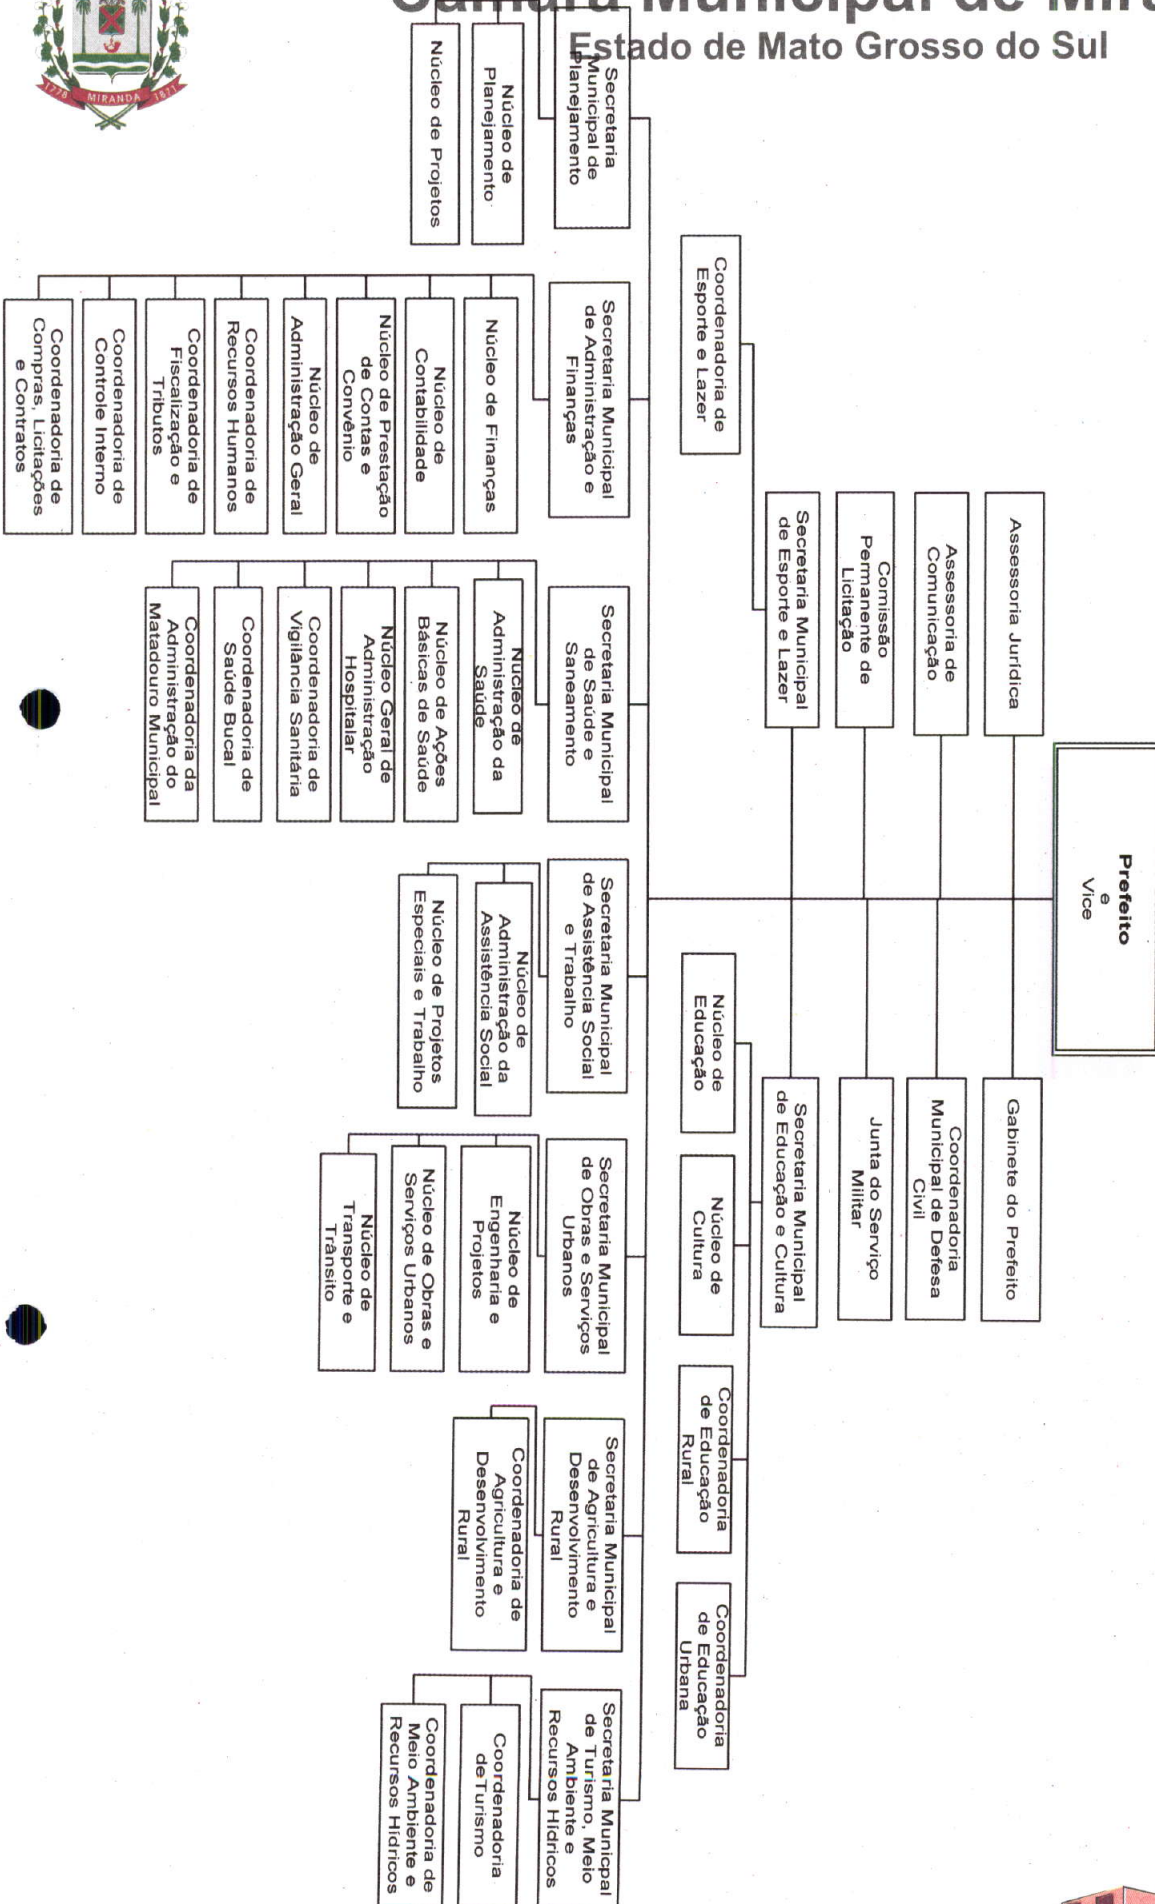 Câmara Municipal de Mira
Estado de Mato Grosso do Sul
1778 MIRANDA 1871
Prefeito
e
Vice
Assessoria Jurídica
Gabinete do Prefeito
Assessoria de
Comunicação
Coordenadoria
Municipal de Defesa
Civil
Comissão
Permanente de
Licitação
Junta do Serviço
Militar
Secretaria Municipal
de Esporte e Lazer
Secretaria Municipal
de Educação e Cultura
Coordenadoria de
Esporte e Lazer
Núcleo de
Educação
Núcleo de
Cultura
Coordenadoria
de Educação
Rural
Coordenadoria
de Educação
Urbana
Secretaria
Municipal de
Planejamento
Núcleo de
Planejamento
Núcleo de Projetos
Secretaria Municipal
de Administração e
Finanças
Núcleo de Finanças
Núcleo de
Contabilidade
Núcleo de Prestação
de Contas e
Convênio
Núcleo de
Administração Geral
Coordenadoria de
Recursos Humanos
Coordenadoria de
Fiscalização e
Tributos
Coordenadoria de
Controle Interno
Coordenadoria de
Compras, Licitações
e Contratos
Secretaria Municipal
de Saúde e
Saneamento
Núcleo de
Administração da
Saúde
Núcleo de Ações
Básicas de Saúde
Núcleo Geral de
Administração
Hospitalar
Coordenadoria de
Vigilância Sanitária
Coordenadoria de
Saúde Bucal
Coordenadoria da
Administração do
Matadouro Municipal
Secretaria Municipal
de Assistência Social
e Trabalho
Núcleo de
Administração da
Assistência Social
Núcleo de Projetos
Especiais e Trabalho
Secretaria Municipal
de Obras e Serviços
Urbanos
Núcleo de
Engenharia e
Projetos
Núcleo de Obras e
Serviços Urbanos
Núcleo de
Transporte e
Trânsito
Secretaria Municipal
de Agricultura e
Desenvolvimento
Rural
Coordenadoria de
Agricultura e
Desenvolvimento
Rural
Secretaria Municpal
de Turismo, Meio
Ambiente e
Recursos Hídricos
Coordenadoria
deTurismo
Coordenadoria de
Meio Ambiente e
Recursos Hídricos